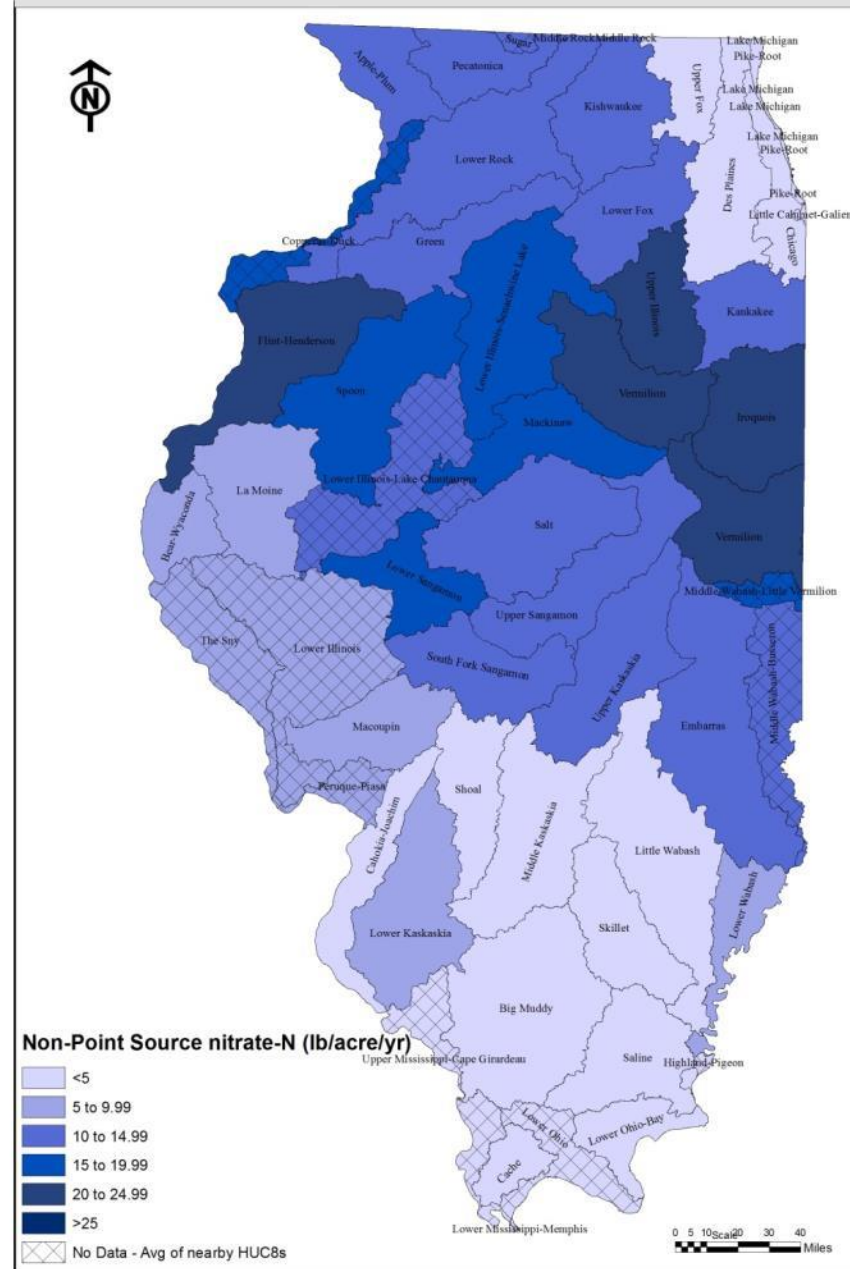 N
Lake Michigan
Pike-Root
Sugar
Middle Rock
Middle Rock
Pecatonica
Apple-Plum
Upper Fox
Lake Michigan
Lake Michigan
Kishwaukee
Lake Michigan
Pike-Root
Lower Rock
Des Plaines
Pike-Root
Lower Fox
Little Calumet-Galien
Chicago
Copperas-Duck
Green
Lower Illinois-Senachwine Lake
Upper Illinois
Kankakee
Flint-Henderson
Spoon
Vermilion
Iroquois
Mackinaw
Lower Illinois-Lake Chautauqua
La Moine
Bear-Wyaconda
Salt
Vermilion
Lower Sangamon
Middle Wabash-Little Vermilion
Upper Sangamon
The Sny
Lower Illinois
South Fork Sangamon
Upper Kaskaskia
Middle Wabash-Busseron
Macoupin
Embarras
Peruque-Piasa
Shoal
Cahokia-Joachim
Middle Kaskaskia
Little Wabash
Lower Wabash
Lower Kaskaskia
Skillet
Big Muddy
Non-Point Source nitrate-N (lb/acre/yr)
Upper Mississippi-Cape Girardeau
Saline
Highland-Pigeon
<5
5 to 9.99
10 to 14.99
15 to 19.99
20 to 24.99
>25
No Data - Avg of nearby HUC8s
Lower Ohio
Lower Ohio-Bay
Cache
Lower Mississippi-Memphis
Scale
0 5 10 20 30 40
Miles